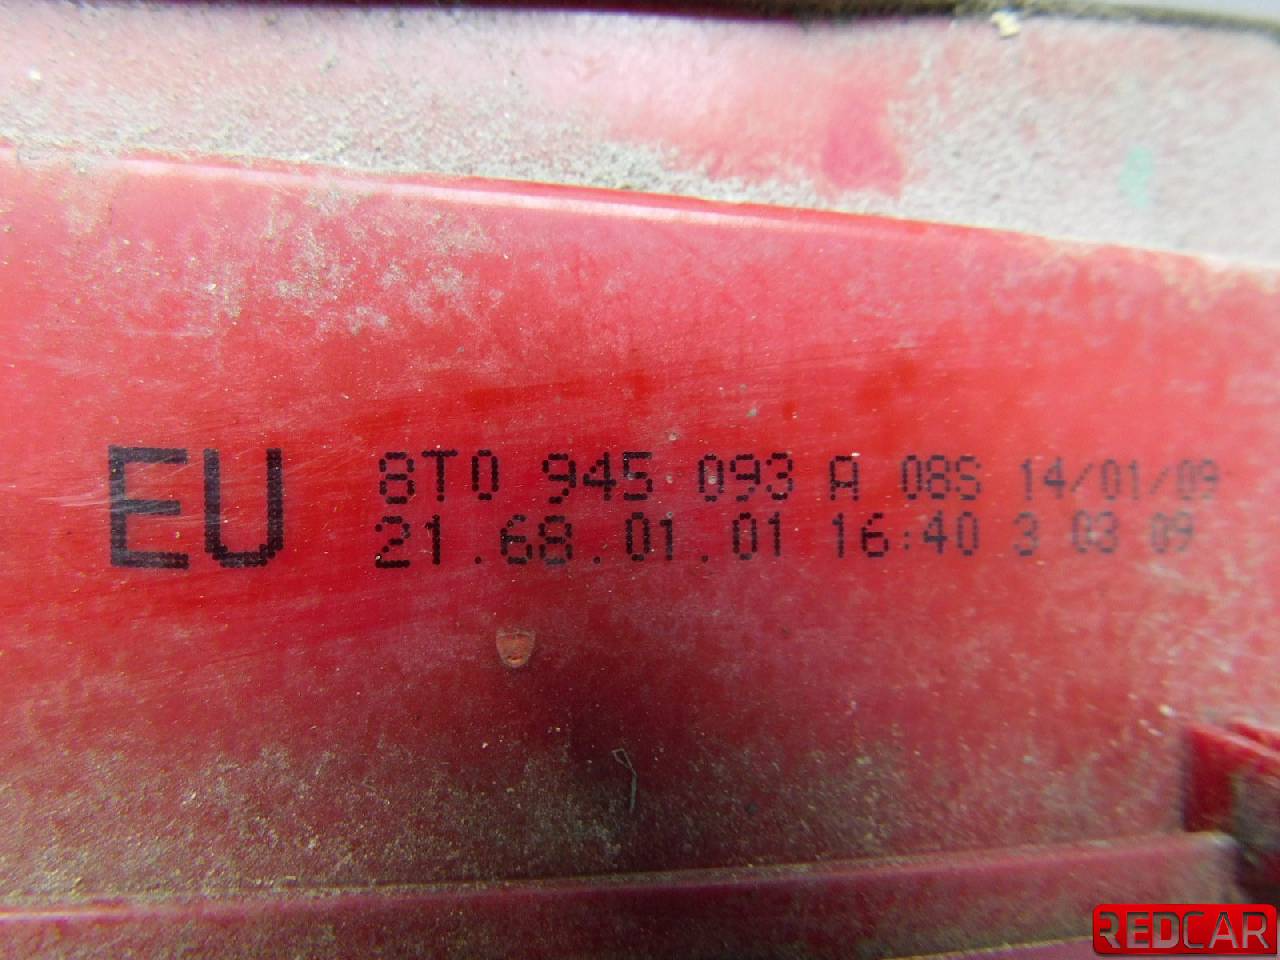 EU
8T0 945 093 A 08S 14/01/09
21.68.01.01 16:40 3 03 09
REDCAR